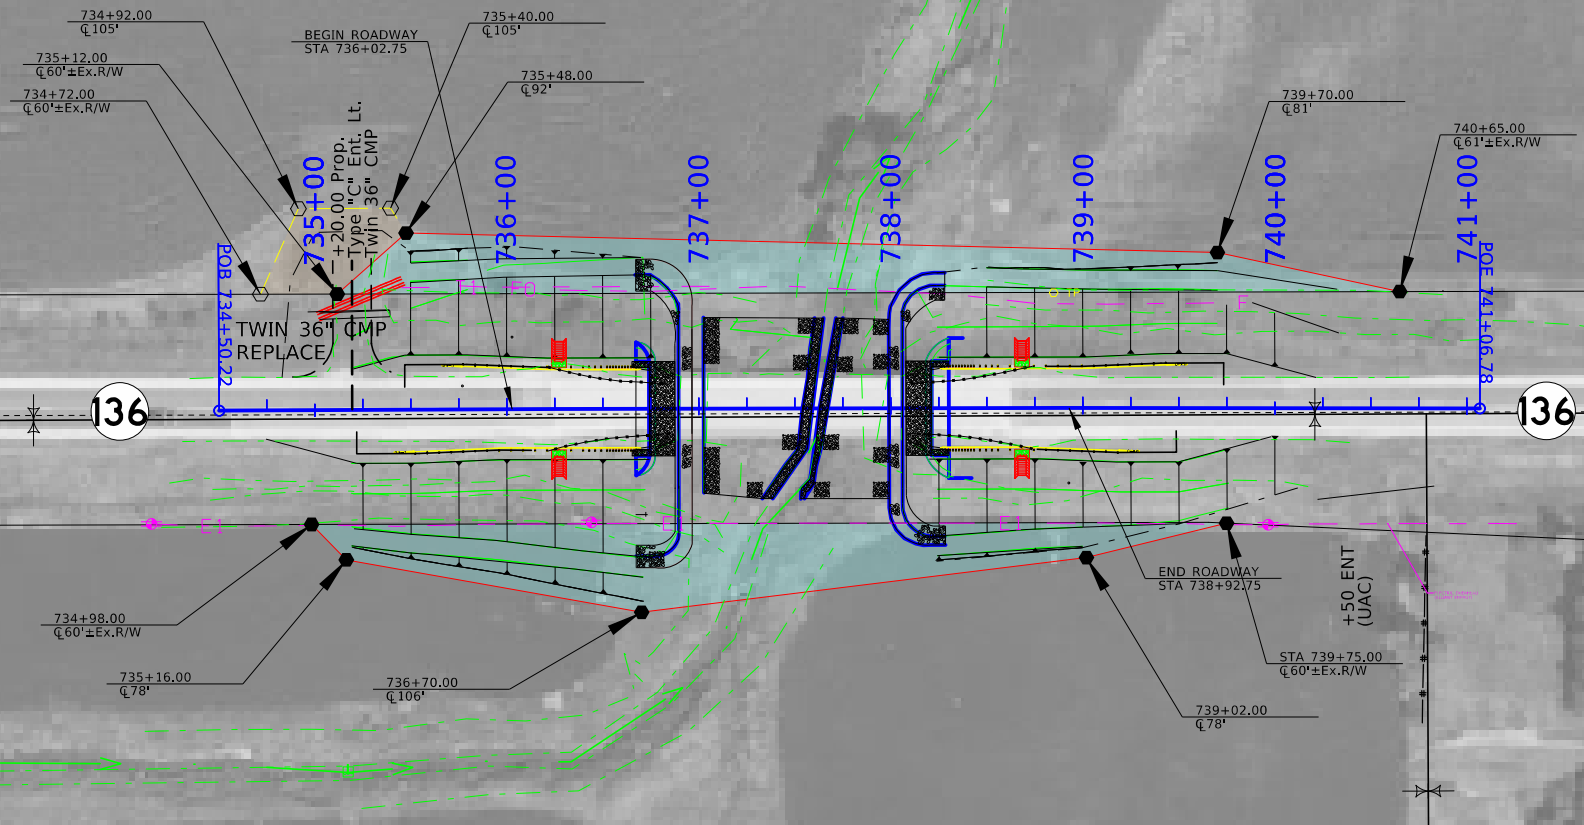 734+92.00
℄105'
735+40.00
℄105'
BEGIN ROADWAY
STA 736+02.75
735+12.00
℄60'±Ex.R/W
735+48.00
℄92'
734+72.00
℄60'±Ex.R/W
739+70.00
℄81'
740+65.00
℄61'±Ex.R/W
+20.00 Prop.
Type "C" Ent. Lt.
Twin 36" CMP
735+00
736+00
737+00
738+00
739+00
740+00
741+00
POB 734+50.22
POE 741+06.78
TWIN 36" CMP
REPLACE
T1
FO
TP
F
136
136
E1
E
E1
END ROADWAY
STA 738+92.75
+50 ENT
(UAC)
734+98.00
℄60'±Ex.R/W
735+16.00
℄78'
736+70.00
℄106'
STA 739+75.00
℄60'±Ex.R/W
739+02.00
℄78'